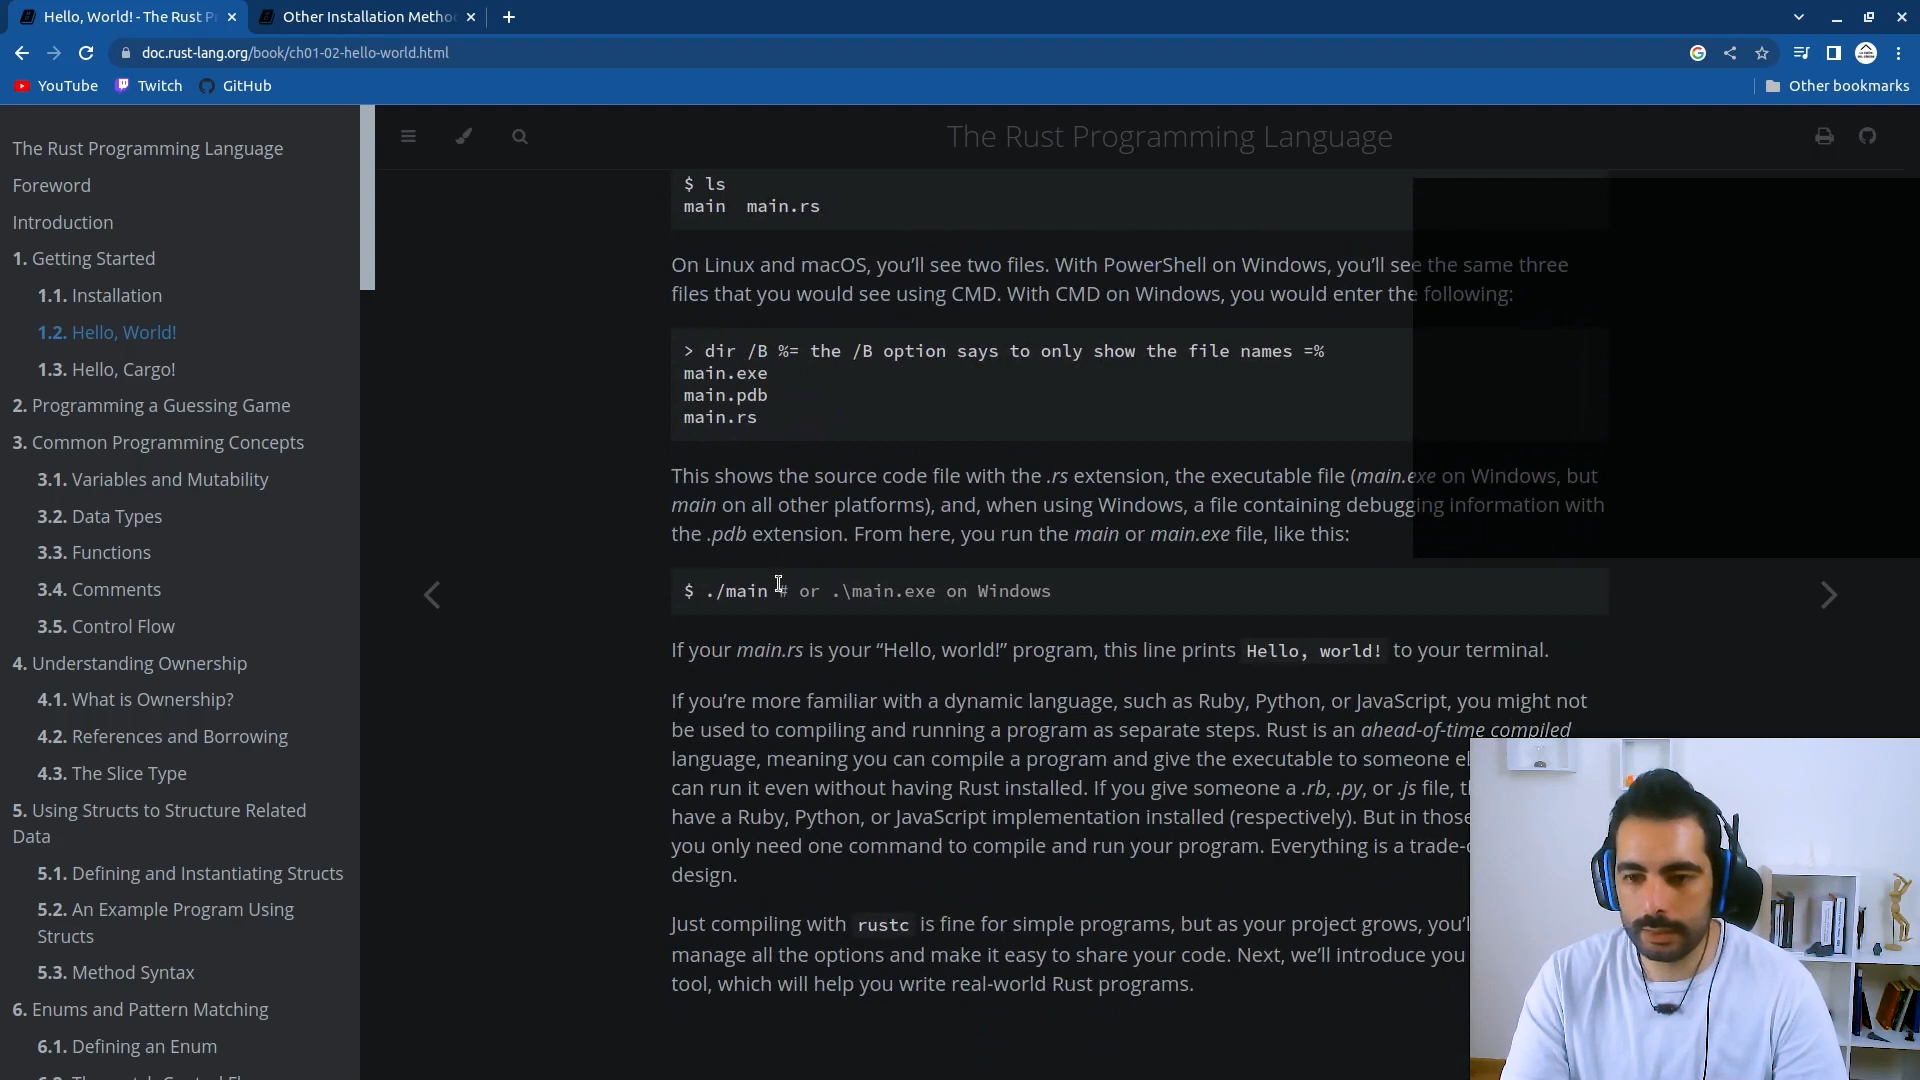 Hello, World! - The Rust P
Other Installation Metho
doc.rust-lang.org/book/ch01-02-hello-world.html
YouTube
Twitch
GitHub
Other bookmarks
The Rust Programming Language
Foreword
Introduction
1. Getting Started
1.1. Installation
1.2. Hello, World!
1.3. Hello, Cargo!
2. Programming a Guessing Game
3. Common Programming Concepts
3.1. Variables and Mutability
3.2. Data Types
3.3. Functions
3.4. Comments
3.5. Control Flow
4. Understanding Ownership
4.1. What is Ownership?
4.2. References and Borrowing
4.3. The Slice Type
5. Using Structs to Structure Related
Data
5.1. Defining and Instantiating Structs
5.2. An Example Program Using
Structs
5.3. Method Syntax
6. Enums and Pattern Matching
6.1. Defining an Enum
The Rust Programming Language
$ ls
main  main.rs
On Linux and macOS, you’ll see two files. With PowerShell on Windows, you’ll see the same three
files that you would see using CMD. With CMD on Windows, you would enter the following:
> dir /B %= the /B option says to only show the file names =%
main.exe
main.pdb
main.rs
This shows the source code file with the .rs extension, the executable file (main.exe on Windows, but
main on all other platforms), and, when using Windows, a file containing debugging information with
the .pdb extension. From here, you run the main or main.exe file, like this:
$ ./main # or .\main.exe on Windows
If your main.rs is your “Hello, world!” program, this line prints Hello, world! to your terminal.
If you’re more familiar with a dynamic language, such as Ruby, Python, or JavaScript, you might not
be used to compiling and running a program as separate steps. Rust is an ahead-of-time compiled
language, meaning you can compile a program and give the executable to someone el
can run it even without having Rust installed. If you give someone a .rb, .py, or .js file, t
have a Ruby, Python, or JavaScript implementation installed (respectively). But in those
you only need one command to compile and run your program. Everything is a trade-
design.
Just compiling with rustc is fine for simple programs, but as your project grows, you’l
manage all the options and make it easy to share your code. Next, we’ll introduce you
tool, which will help you write real-world Rust programs.